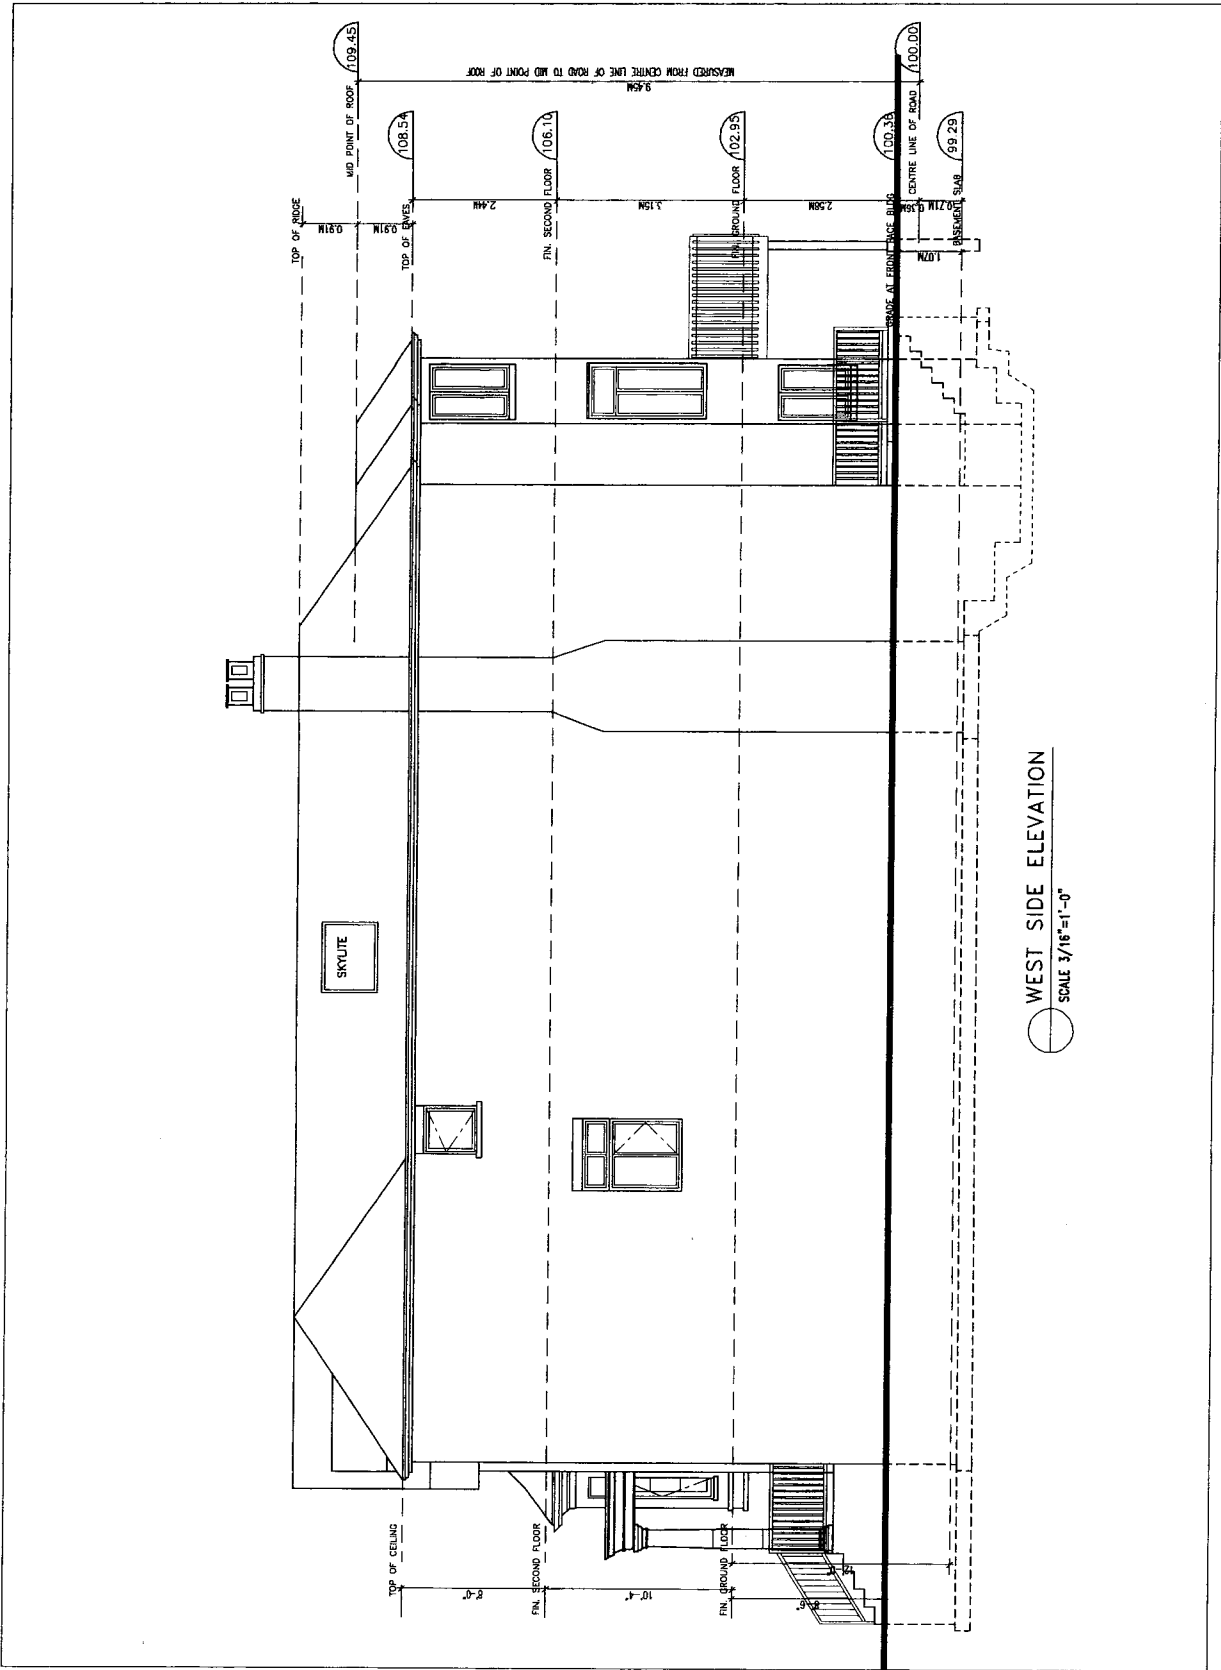 109.45
MID POINT OF ROOF
MEASURED FROM CENTRE LINE OF ROAD TO MID POINT OF ROOF
9.45M
100.00
CENTRE LINE OF ROAD
108.54
106.10
102.95
100.36
99.29
TOP OF RIDGE
0.91M
0.91M
TOP OF EAVES
2.44M
FIN. SECOND FLOOR
3.15M
FIN. GROUND FLOOR
2.58M
GRADE AT FRONT FACE BLDG
0.36M
0.71M
BASEMENT SLAB
1.07M
SKYLITE
TOP OF CEILING
8'-0"
FIN. SECOND FLOOR
10'-4"
FIN. GROUND FLOOR
8'-6"
WEST SIDE ELEVATION
SCALE 3/16"=1'-0"